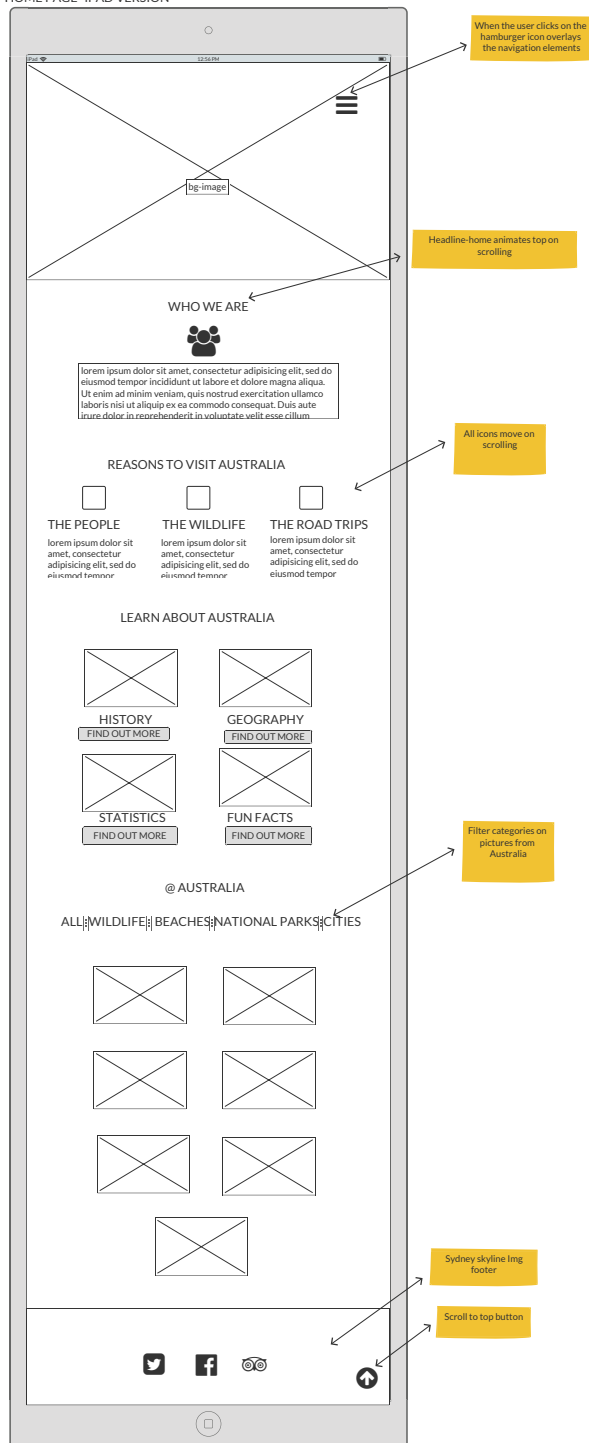 HOME PAGE -IPAD VERSION
When the user clicks on the
hamburger icon overlays
the navigation elements
iPad
12:56 PM
bg-image
Headline-home animates top on
scrolling
WHO WE ARE
lorem ipsum dolor sit amet, consectetur adipisicing elit, sed do
eiusmod tempor incididunt ut labore et dolore magna aliqua.
Ut enim ad minim veniam, quis nostrud exercitation ullamco
laboris nisi ut aliquip ex ea commodo consequat. Duis aute
irure dolor in reprehenderit in voluptate velit esse cillum
All icons move on
scrolling
REASONS TO VISIT AUSTRALIA
THE PEOPLE
lorem ipsum dolor sit
amet, consectetur
adipisicing elit, sed do
eiusmod tempor
THE WILDLIFE
lorem ipsum dolor sit
amet, consectetur
adipisicing elit, sed do
eiusmod tempor
THE ROAD TRIPS
lorem ipsum dolor sit
amet, consectetur
adipisicing elit, sed do
eiusmod tempor
LEARN ABOUT AUSTRALIA
HISTORY
FIND OUT MORE
GEOGRAPHY
FIND OUT MORE
STATISTICS
FIND OUT MORE
FUN FACTS
FIND OUT MORE
Filter categories on
pictures from
Australia
@ AUSTRALIA
ALL WILDLIFE BEACHES NATIONAL PARKS CITIES
Sydney skyline Img
footer
Scroll to top button